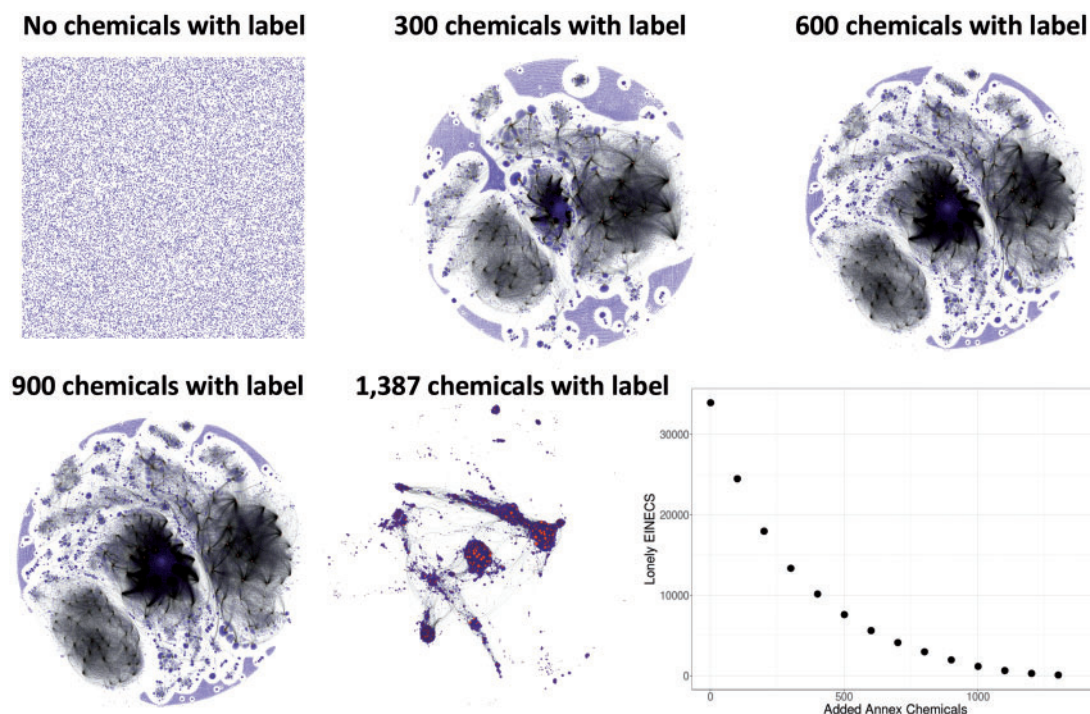 No chemicals with label
300 chemicals with label
600 chemicals with label
900 chemicals with label
1,387 chemicals with label
30000
20000
10000
0
Lonely EINECS
0
500
1000
Added Annex Chemicals